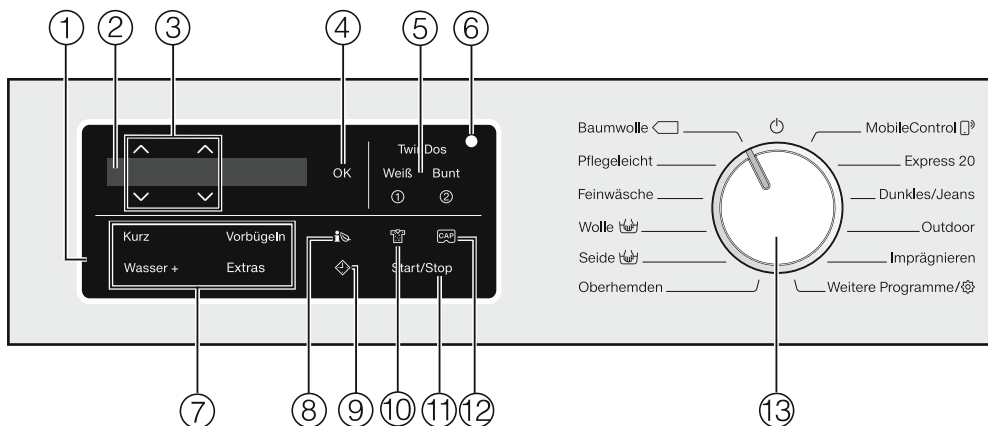 ① ② ③ ④ ⑤ ⑥
TwinDos
OK Weiß Bunt
① ②
Kurz Vorbügeln
Wasser + Extras
CAP
Start/Stop
Baumwolle
Pflegeleicht
Feinwäsche
Wolle
Seide
Oberhemden
MobileControl
Express 20
Dunkles/Jeans
Outdoor
Imprägnieren
Weitere Programme/
⑦ ⑧ ⑨ ⑩ ⑪ ⑫ ⑬